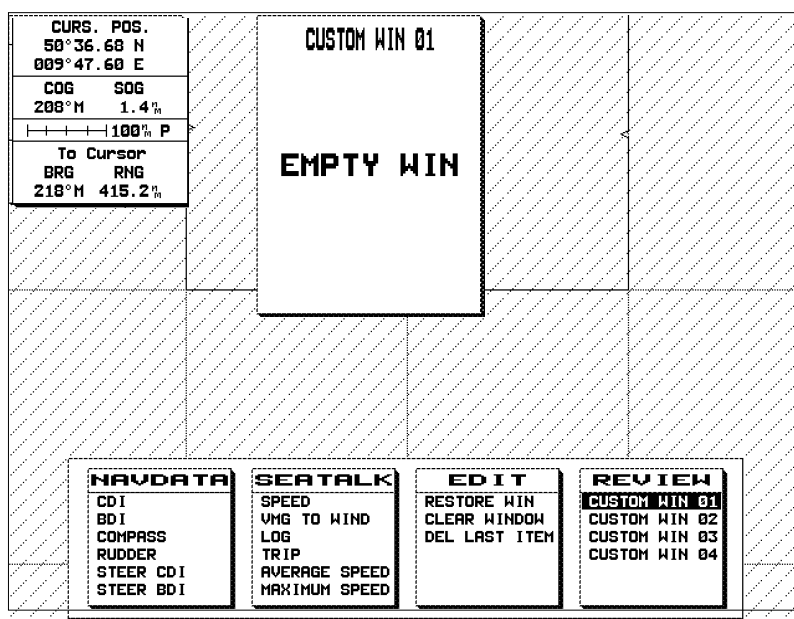 CURS. POS.
50°36.68 N
009°47.60 E
COG SOG
208°M 1.4nM
100nM P
To Cursor
BRG RNG
218°M 415.2nM
CUSTOM WIN 01
EMPTY WIN
NAVDATA
CDI
BDI
COMPASS
RUDDER
STEER CDI
STEER BDI
SEATALK
SPEED
VMG TO WIND
LOG
TRIP
AVERAGE SPEED
MAXIMUM SPEED
EDIT
RESTORE WIN
CLEAR WINDOW
DEL LAST ITEM
REVIEW
CUSTOM WIN 01
CUSTOM WIN 02
CUSTOM WIN 03
CUSTOM WIN 04